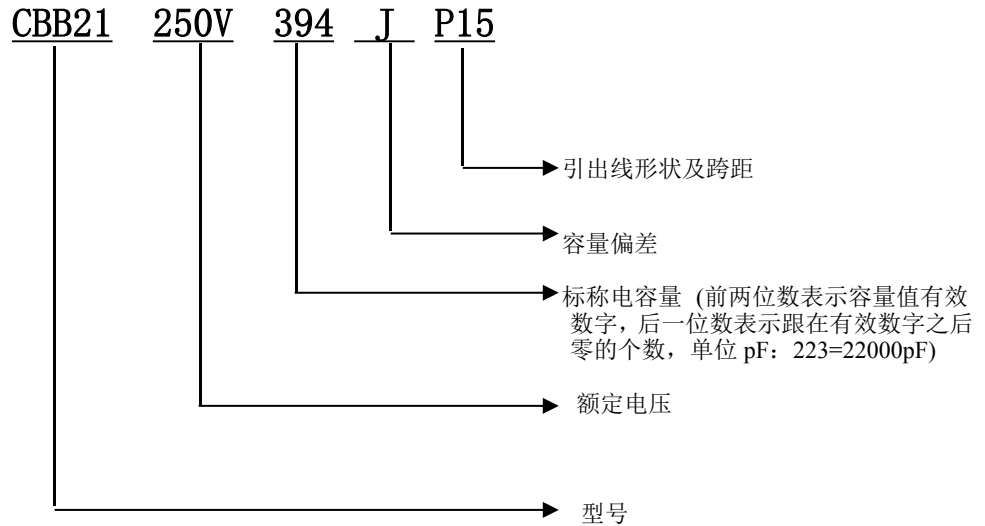 CBB21 250V 394 J P15
引出线形状及跨距
容量偏差
标称电容量 (前两位数表示容量值有效
数字，后一位数表示跟在有效数字之后
零的个数，单位 pF：223=22000pF)
额定电压
型号